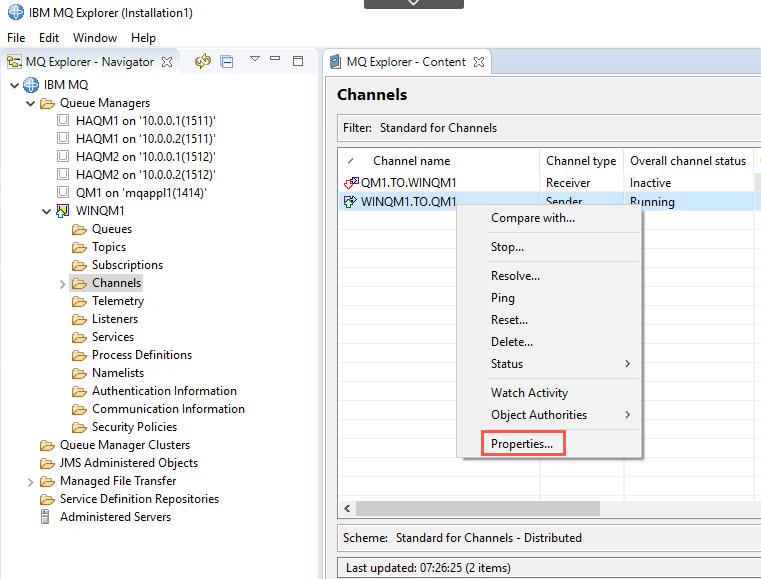 IBM MQ Explorer (Installation1)
File Edit Window Help
MQ Explorer - Navigator
IBM MQ
Queue Managers
HAQM1 on '10.0.0.1(1511)'
HAQM1 on '10.0.0.2(1511)'
HAQM2 on '10.0.0.1(1512)'
HAQM2 on '10.0.0.2(1512)'
QM1 on 'mqappl1(1414)'
WINQM1
Queues
Topics
Subscriptions
Channels
Telemetry
Listeners
Services
Process Definitions
Namelists
Authentication Information
Communication Information
Security Policies
Queue Manager Clusters
JMS Administered Objects
Managed File Transfer
Service Definition Repositories
Administered Servers
MQ Explorer - Content
Channels
Filter: Standard for Channels
Channel name Channel type Overall channel status
QM1.TO.WINQM1 Receiver Inactive
WINQM1.TO.QM1 Sender Running
Compare with...
Stop...
Resolve...
Ping
Reset...
Delete...
Status
Watch Activity
Object Authorities
Properties...
Scheme: Standard for Channels - Distributed
Last updated: 07:26:25 (2 items)